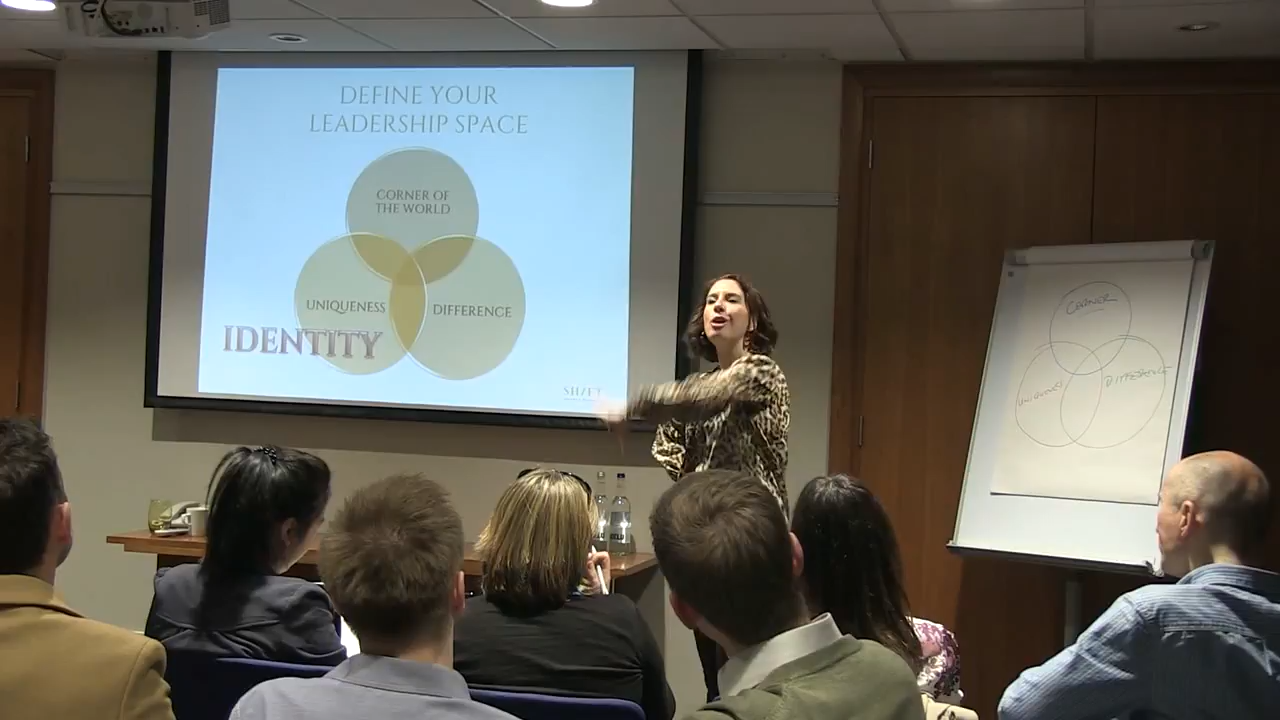 DEFINE YOUR
LEADERSHIP SPACE
CORNER OF
THE WORLD
UNIQUENESS
DIFFERENCE
IDENTITY
CORNER
UNIQUENESS
DIFFERENCE